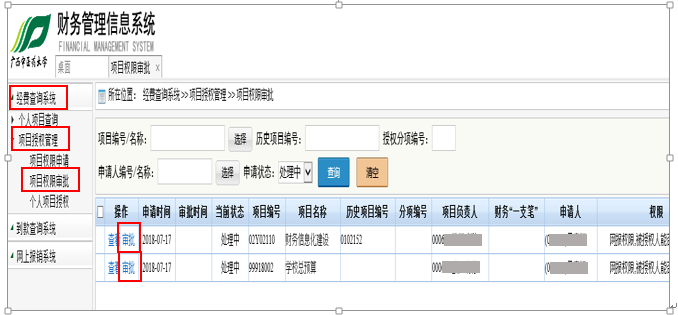 财务管理信息系统
FINANCIAL MANAGEMENT SYSTEM
广西中医药大学
桌面 项目权限审批 ×
经费查询系统
个人项目查询
项目授权管理
项目权限申请
项目权限审批
个人项目授权
到款查询系统
网上报销系统
所在位置： 经费查询系统>>项目授权管理>>项目权限审批
项目编号/名称: 选择 历史项目编号: 授权分项编号:
申请人编号/名称: 选择 申请状态: 处理中 查询 清空
操作 申请时间 审批时间 当前状态 项目编号 项目名称 历史项目编号 分项编号 项目负责人 财务“一支笔” 申请人 权限
查看 审批 2018-07-17 处理中 02Y02110 财务信息化建设 0102152 0006 (0 网报权限,被授权人能
查看 审批 2018-07-17 处理中 99918002 学校总预算 000 (0 网报权限,被授权人能